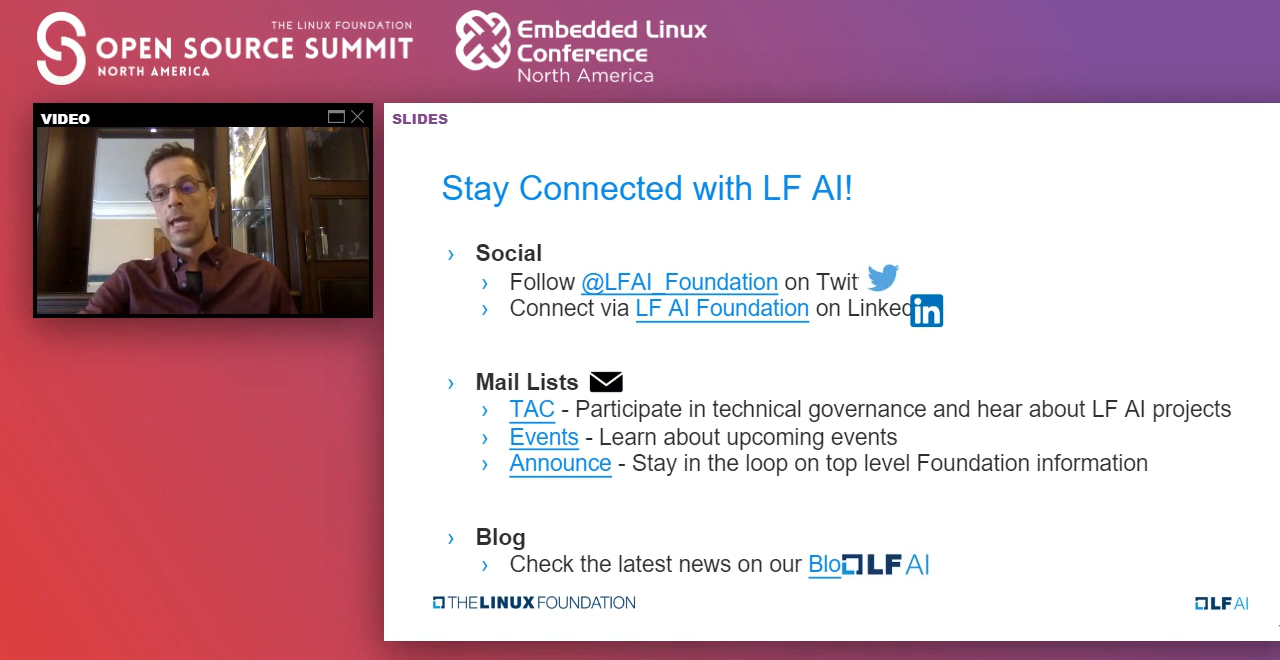 THE LINUX FOUNDATION
OPEN SOURCE SUMMIT
NORTH AMERICA
Embedded Linux
Conference
North America
VIDEO
SLIDES
Stay Connected with LF AI!
› Social
› Follow @LFAI_Foundation on Twit
› Connect via LF AI Foundation on Linked
in
› Mail Lists
› TAC - Participate in technical governance and hear about LF AI projects
› Events - Learn about upcoming events
› Announce - Stay in the loop on top level Foundation information
› Blog
› Check the latest news on our Blo LF AI
THE LINUX FOUNDATION
LF AI